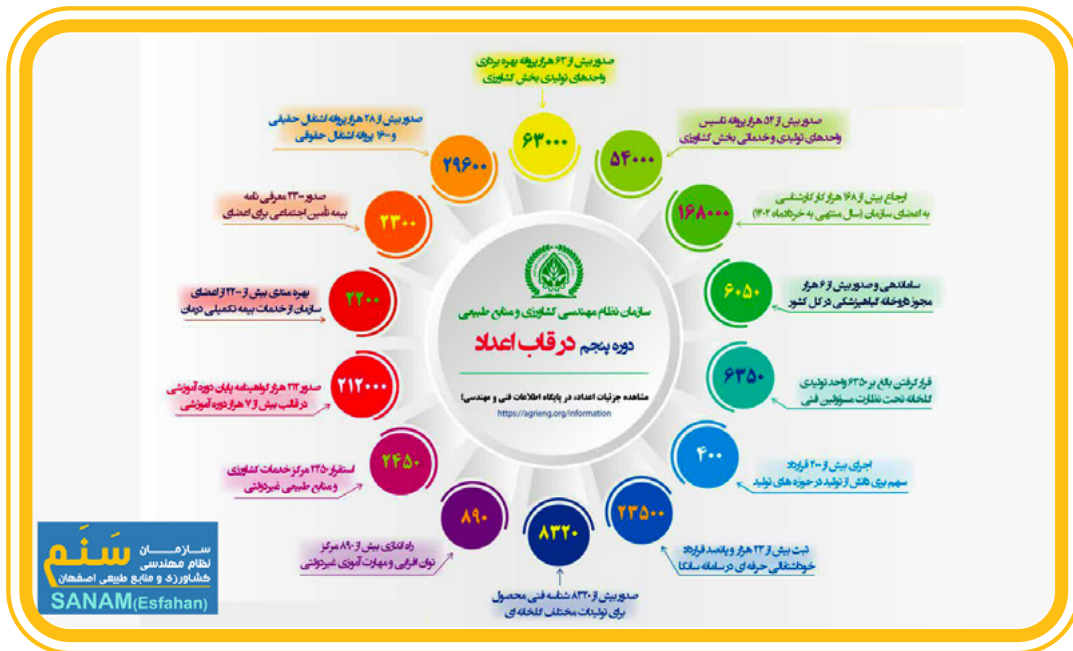 صدور بیش از ۶۳ هزار پروانه بهره برداری
واحدهای تولیدی بخش کشاورزی
۶۳۰۰۰
صدور بیش از ۵۴ هزار پروانه تاسیس
واحدهای تولیدی و خدماتی بخش کشاورزی
۵۴۰۰۰
ارجاع بیش از ۱۶۸ هزار کار کارشناسی
به اعضای سازمان (سال منتهی به خردادماه ۱۴۰۲)
۱۶۸۰۰۰
ساماندهی و صدور بیش از ۶ هزار
مجوز داروخانه گیاهپزشکی در کل کشور
۶۰۵۰
قرار گرفتن بالغ بر ۶۳۵۰ واحد تولیدی
گلخانه تحت نظارت مسؤولین فنی
۶۳۵۰
اجرای بیش از ۴۰۰ قرارداد
سهم بری دانش از تولید در حوزه های تولید
۴۰۰
ثبت بیش از ۲۳ هزار و پانصد قرارداد
خوداشتغالی حرفه ای در سامانه سانکا
۲۳۵۰۰
صدور بیش از ۸۳۲۰ شناسه فنی محصول
برای تولیدات مختلف گلخانه ای
۸۳۲۰
راه اندازی بیش از ۸۹۰ مرکز
توان افزایی و مهارت آموزی غیردولتی
۸۹۰
استقرار ۲۴۵۰ مرکز خدمات کشاورزی
و منابع طبیعی غیردولتی
۲۴۵۰
صدور ۲۱۲ هزار گواهینامه پایان دوره آموزشی
در قالب بیش از ۷ هزار دوره آموزشی
۲۱۲۰۰۰
بهره مندی بیش از ۲۲۰۰ از اعضای
سازمان از خدمات بیمه تکمیلی درمان
۲۲۰۰
صدور ۲۳۰۰ معرفی نامه
بیمه تأمین اجتماعی برای اعضای
۲۳۰۰
صدور بیش از ۲۸ هزار پروانه اشتغال حقیقی
و ۱۶۰۰ پروانه اشتغال حقوقی
۲۹۶۰۰
سازمان نظام مهندسی کشاورزی و منابع طبیعی
دوره پنجم در قاب اعداد
مشاهده جزئیات اعداد، در پایگاه اطلاعات فنی و مهندسی؛
https://agrieng.org/information
سازمان سَنَم
نظام مهندسی
کشاورزی و منابع طبیعی اصفهان
SANAM(Esfahan)